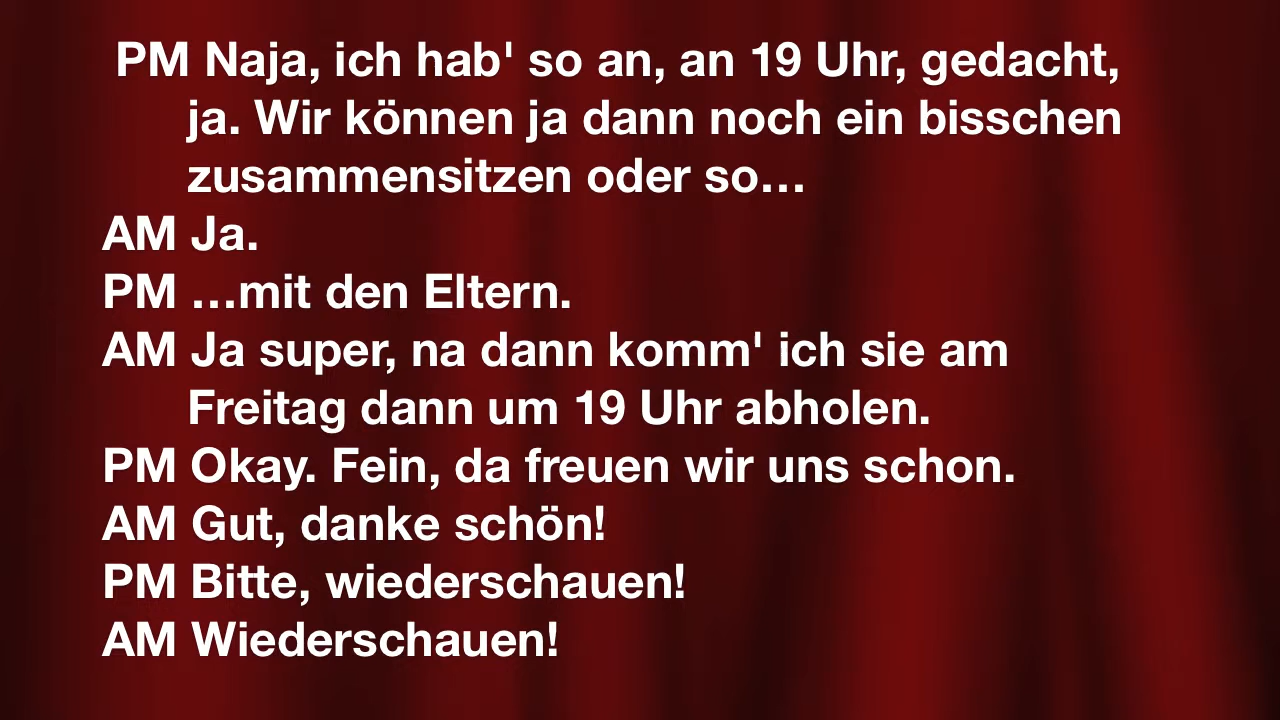 PM Naja, ich hab' so an, an 19 Uhr, gedacht,
ja. Wir können ja dann noch ein bisschen
zusammensitzen oder so…
AM Ja.
PM …mit den Eltern.
AM Ja super, na dann komm' ich sie am
Freitag dann um 19 Uhr abholen.
PM Okay. Fein, da freuen wir uns schon.
AM Gut, danke schön!
PM Bitte, wiederschauen!
AM Wiederschauen!